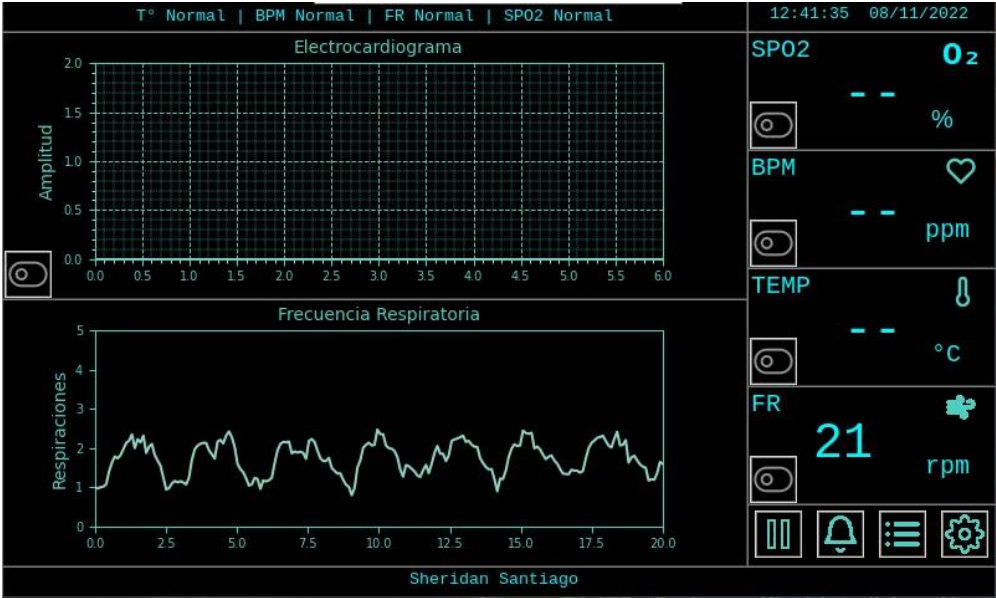 T° Normal | BPM Normal | FR Normal | SPO2 Normal
12:41:35 08/11/2022
Electrocardiograma
Amplitud
2.0
1.5
1.0
0.5
0.0
0.0 0.5 1.0 1.5 2.0 2.5 3.0 3.5 4.0 4.5 5.0 5.5 6.0
Frecuencia Respiratoria
Respiraciones
5
4
3
2
1
0
0.0 2.5 5.0 7.5 10.0 12.5 15.0 17.5 20.0
SPO2 O₂
--
%
BPM
--
ppm
TEMP
--
°C
FR
21
rpm
Sheridan Santiago